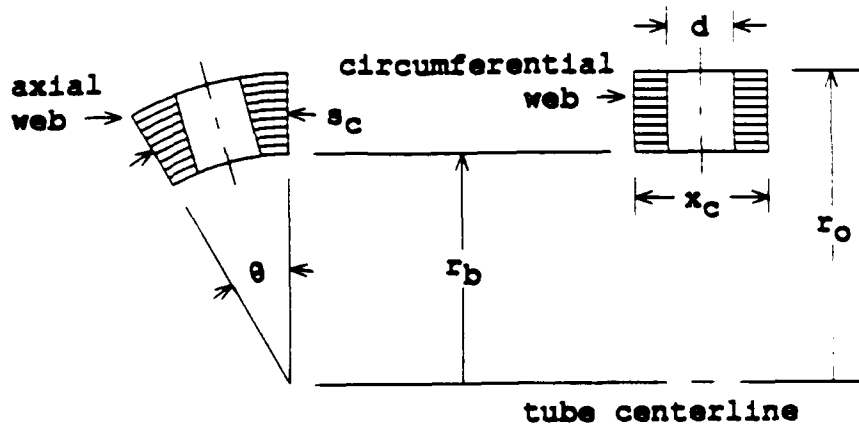 d
circumferential
web
axial
web
s_c
x_c
r_o
θ
r_b
tube centerline